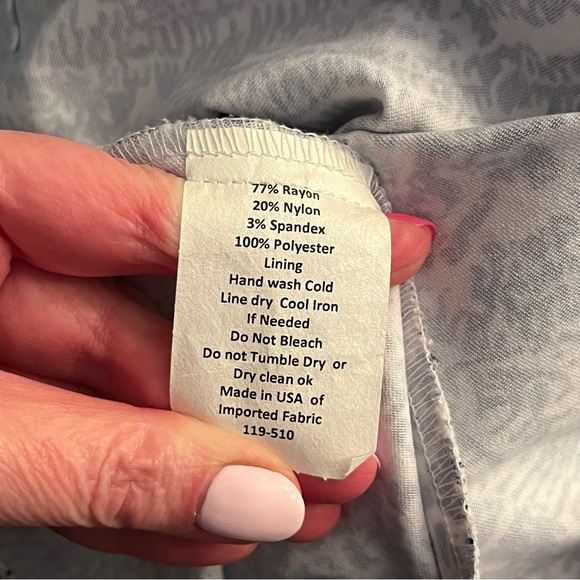 77% Rayon
20% Nylon
3% Spandex
100% Polyester
Lining
Hand wash Cold
Line dry Cool Iron
If Needed
Do Not Bleach
Do not Tumble Dry or
Dry clean ok
Made in USA of
Imported Fabric
119-510